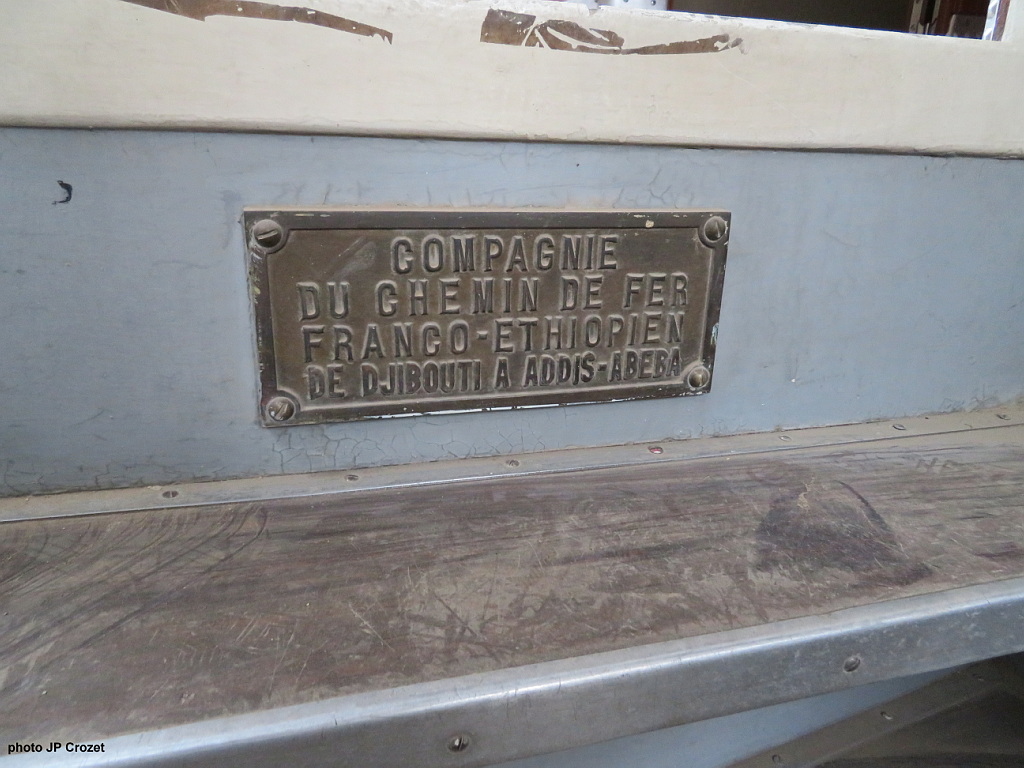 COMPAGNIE
DU CHEMIN DE FER
FRANCO-ETHIOPIEN
DE DJIBOUTI A ADDIS-ABEBA
photo JP Crozet